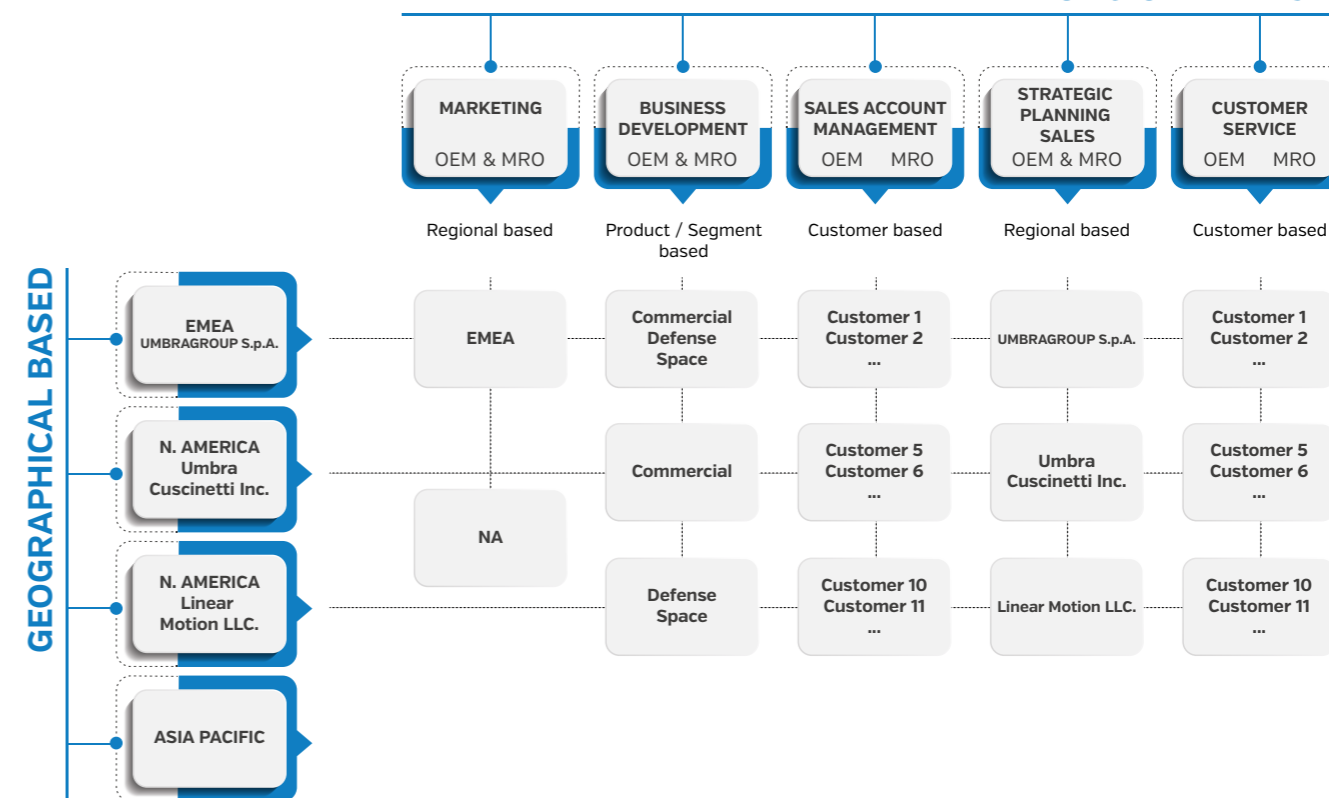 MARKETING
OEM & MRO
BUSINESS
DEVELOPMENT
OEM & MRO
SALES ACCOUNT
MANAGEMENT
OEM MRO
STRATEGIC
PLANNING
SALES
OEM & MRO
CUSTOMER
SERVICE
OEM MRO
Regional based
Product / Segment
based
Customer based
Regional based
Customer based
GEOGRAPHICAL BASED
EMEA
UMBRAGROUP S.p.A.
EMEA
Commercial
Defense
Space
Customer 1
Customer 2
...
UMBRAGROUP S.p.A.
Customer 1
Customer 2
...
N. AMERICA
Umbra
Cuscinetti Inc.
NA
Commercial
Customer 5
Customer 6
...
Umbra
Cuscinetti Inc.
Customer 5
Customer 6
...
N. AMERICA
Linear
Motion LLC.
Defense
Space
Customer 10
Customer 11
...
Linear Motion LLC.
Customer 10
Customer 11
...
ASIA PACIFIC